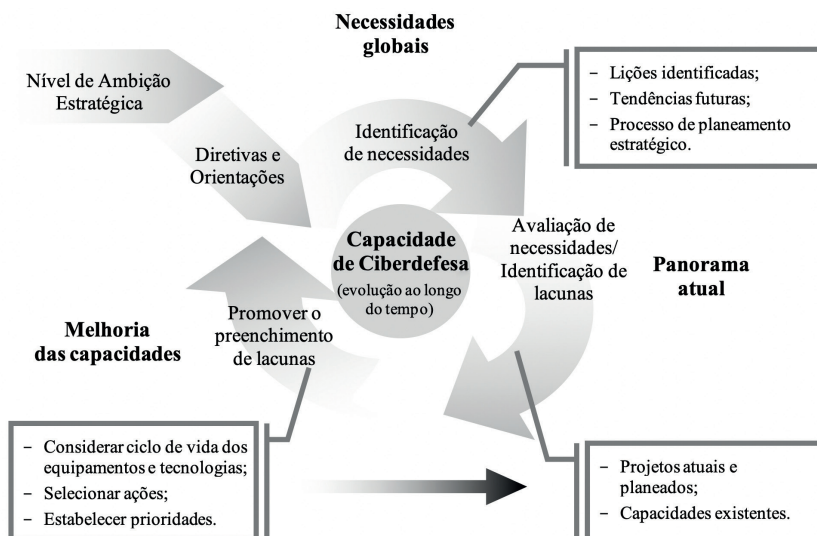 Necessidades
globais
Nível de Ambição
Estratégica
Diretivas e
Orientações
Identificação
de necessidades
– Lições identificadas;
– Tendências futuras;
– Processo de planeamento
estratégico.
Capacidade
de Ciberdefesa
(evolução ao longo
do tempo)
Avaliação de
necessidades/
Identificação de
lacunas
Panorama
atual
Promover o
preenchimento
de lacunas
Melhoria
das capacidades
– Considerar ciclo de vida dos
equipamentos e tecnologias;
– Selecionar ações;
– Estabelecer prioridades.
– Projetos atuais e
planeados;
– Capacidades existentes.